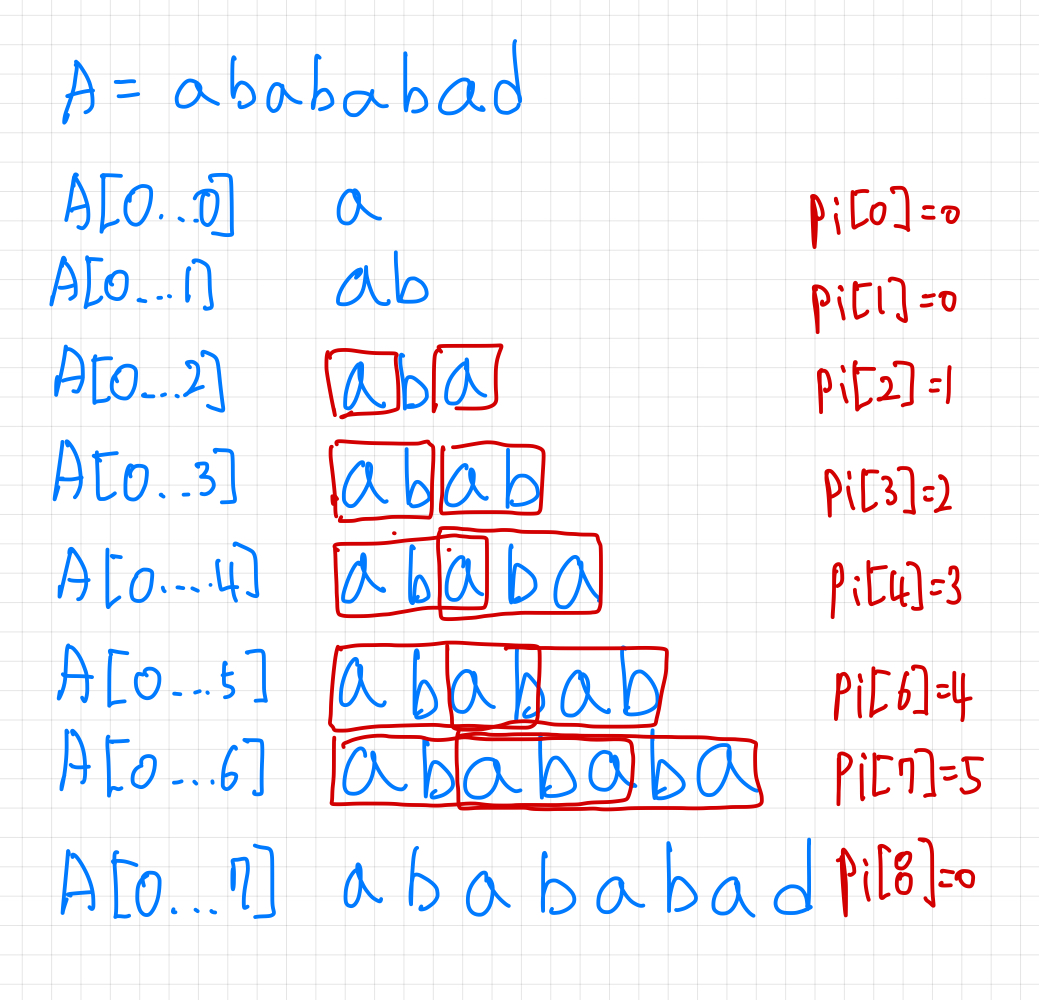 A = abababad
A[0...0] a pi[0]=0
A[0...1] ab pi[1]=0
A[0...2] aba pi[2]=1
A[0...3] abab pi[3]=2
A[0...4] ababa pi[4]=3
A[0...5] ababab pi[6]=4
A[0...6] abababa pi[7]=5
A[0...7] abababad pi[8]=0